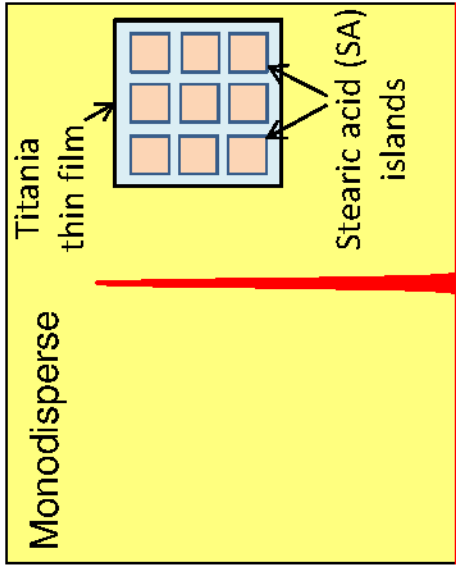 Monodisperse
Titania
thin film
Stearic acid (SA)
islands